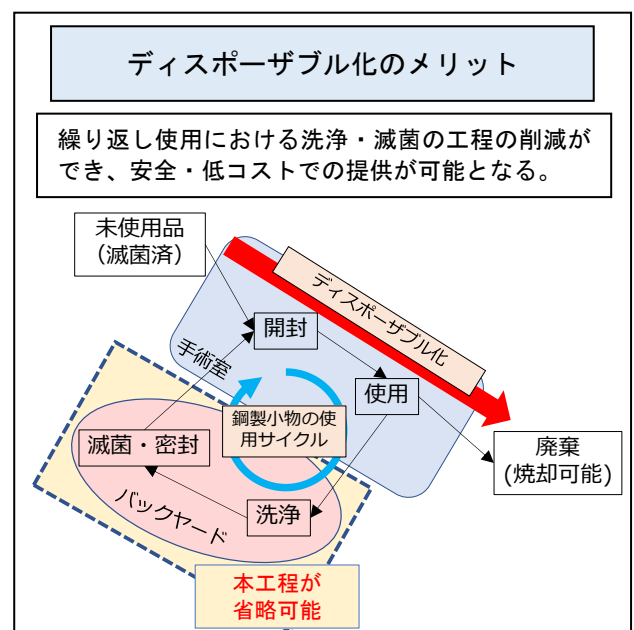 ディスポーザブル化のメリット
繰り返し使用における洗浄・滅菌の工程の削減が
でき、安全・低コストでの提供が可能となる。
未使用品
(滅菌済)
ディスポーザブル化
開封
手術室
使用
鋼製小物の使
用サイクル
滅菌・密封
廃棄
(焼却可能)
洗浄
バックヤード
本工程が
省略可能